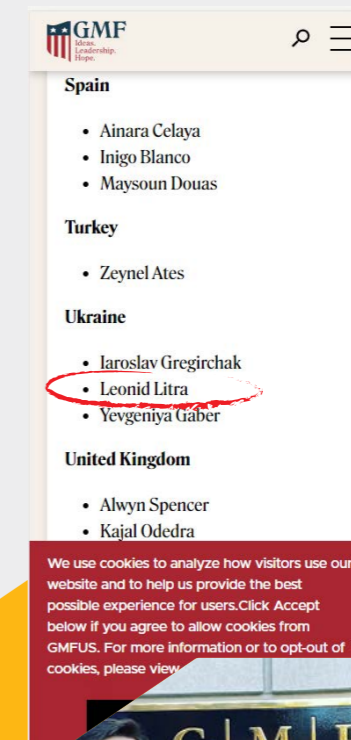 GMF
Ideas.
Leadership.
Hope.
Spain
• Ainara Celaya
• Inigo Blanco
• Maysoun Douas
Turkey
• Zeynel Ates
Ukraine
• Iaroslav Gregirchak
• Leonid Litra
• Yevgeniya Gaber
United Kingdom
• Alwyn Spencer
• Kajal Odedra
We use cookies to analyze how visitors use our
website and to help us provide the best
possible experience for users.Click Accept
below if you agree to allow cookies from
GMFUS. For more information or to opt-out of
cookies, please view
G|M|F